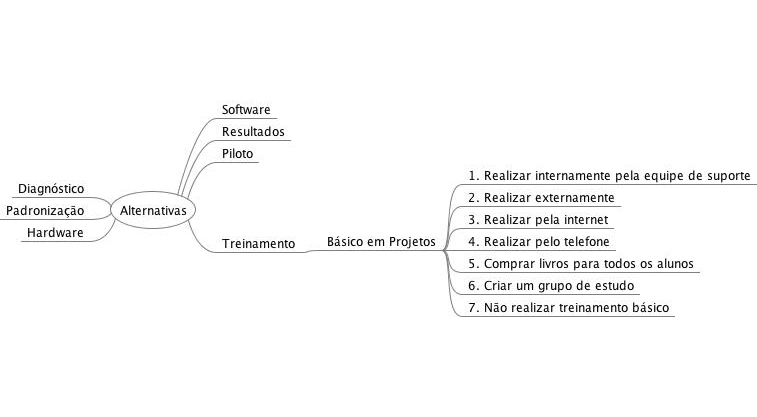 Software
Resultados
Piloto
Diagnóstico
Padronização
Hardware
Alternativas
Treinamento
Básico em Projetos
1. Realizar internamente pela equipe de suporte
2. Realizar externamente
3. Realizar pela internet
4. Realizar pelo telefone
5. Comprar livros para todos os alunos
6. Criar um grupo de estudo
7. Não realizar treinamento básico